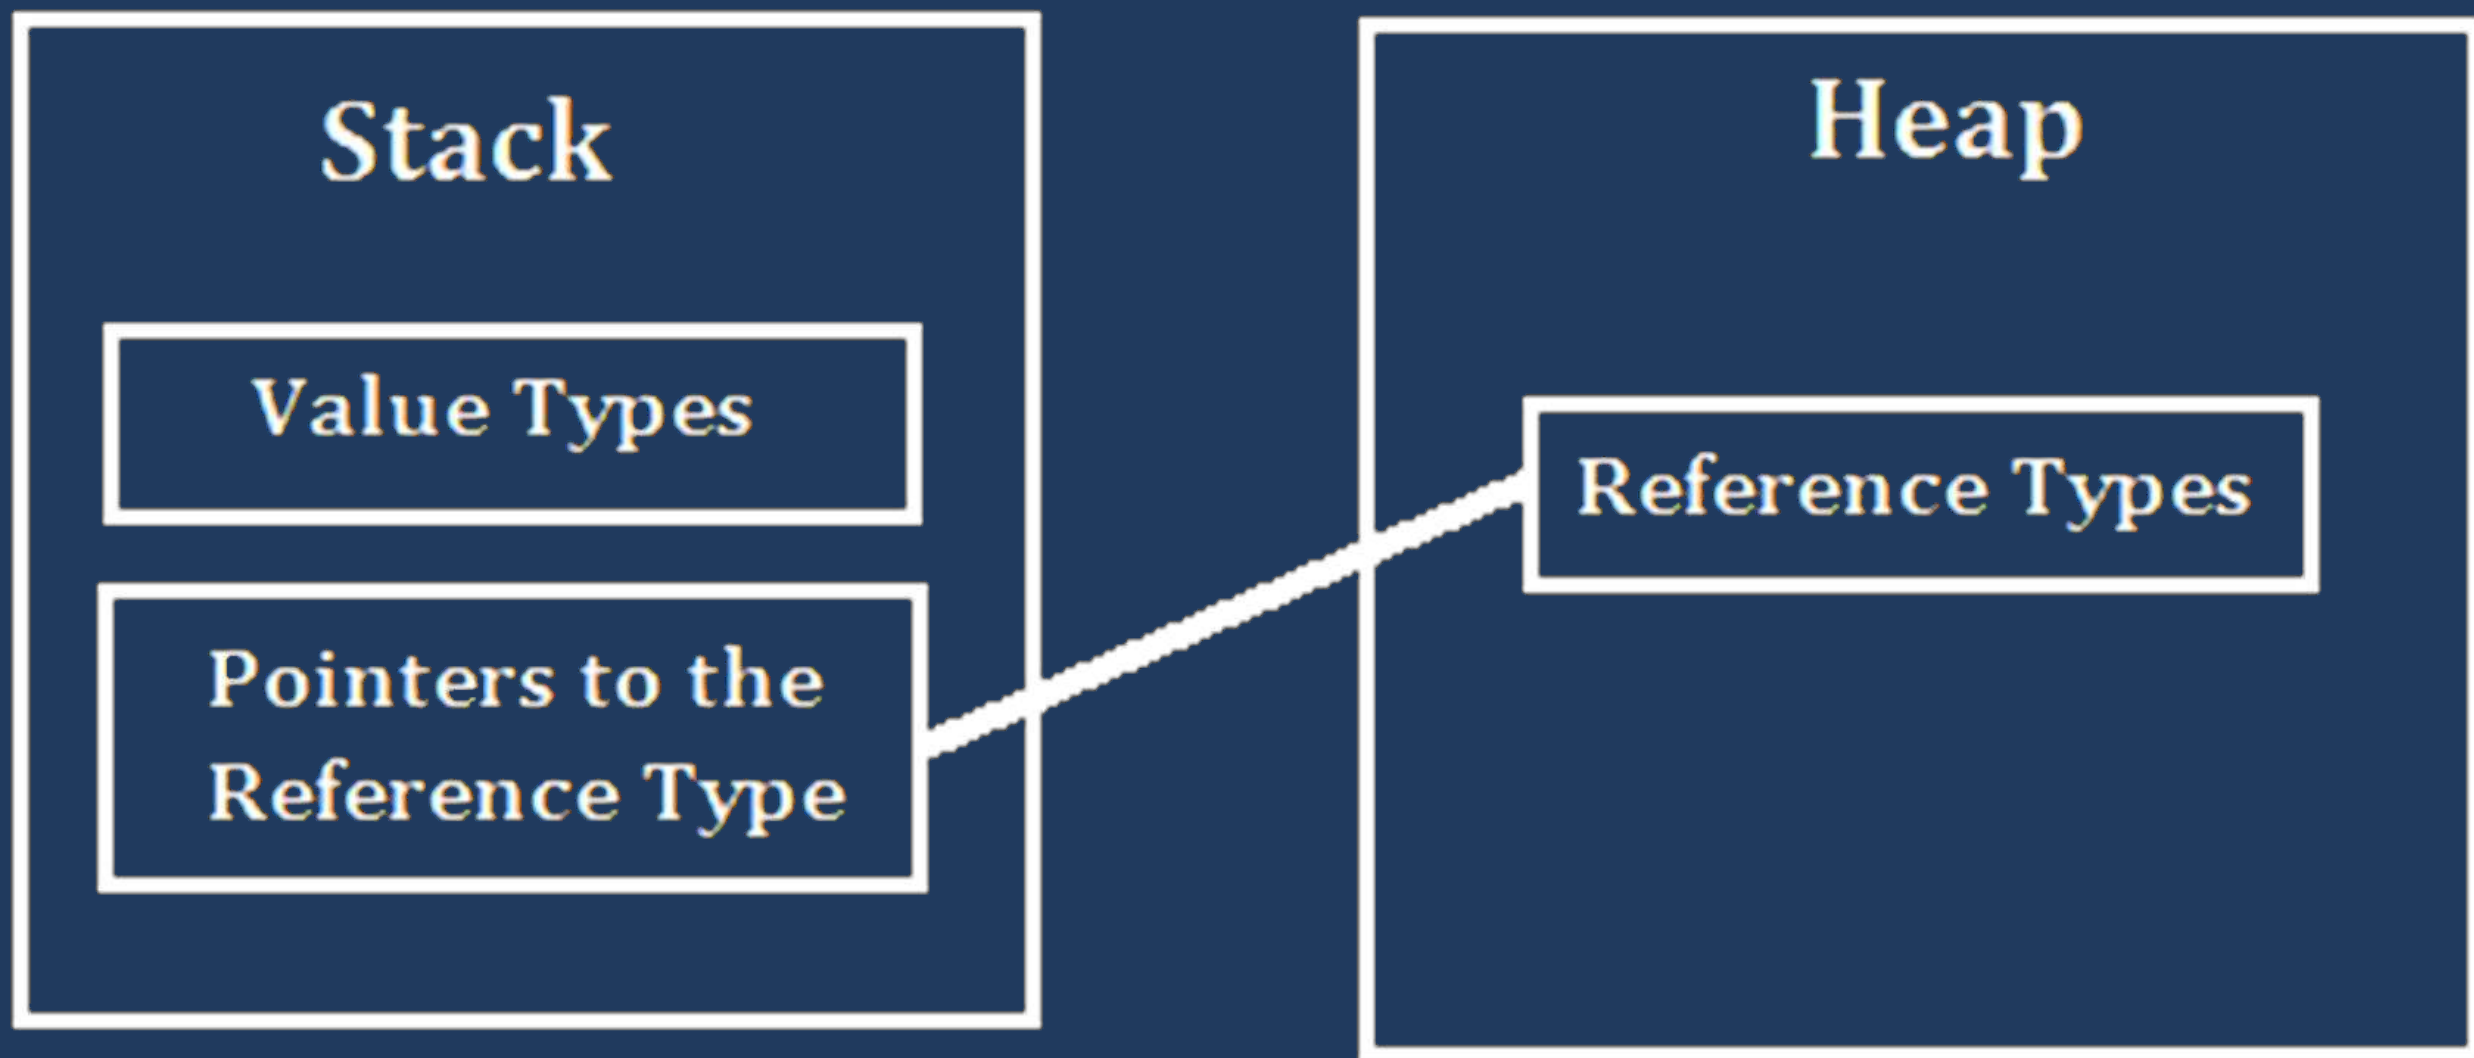 Stack
Value Types
Pointers to the
Reference Type
Heap
Reference Types